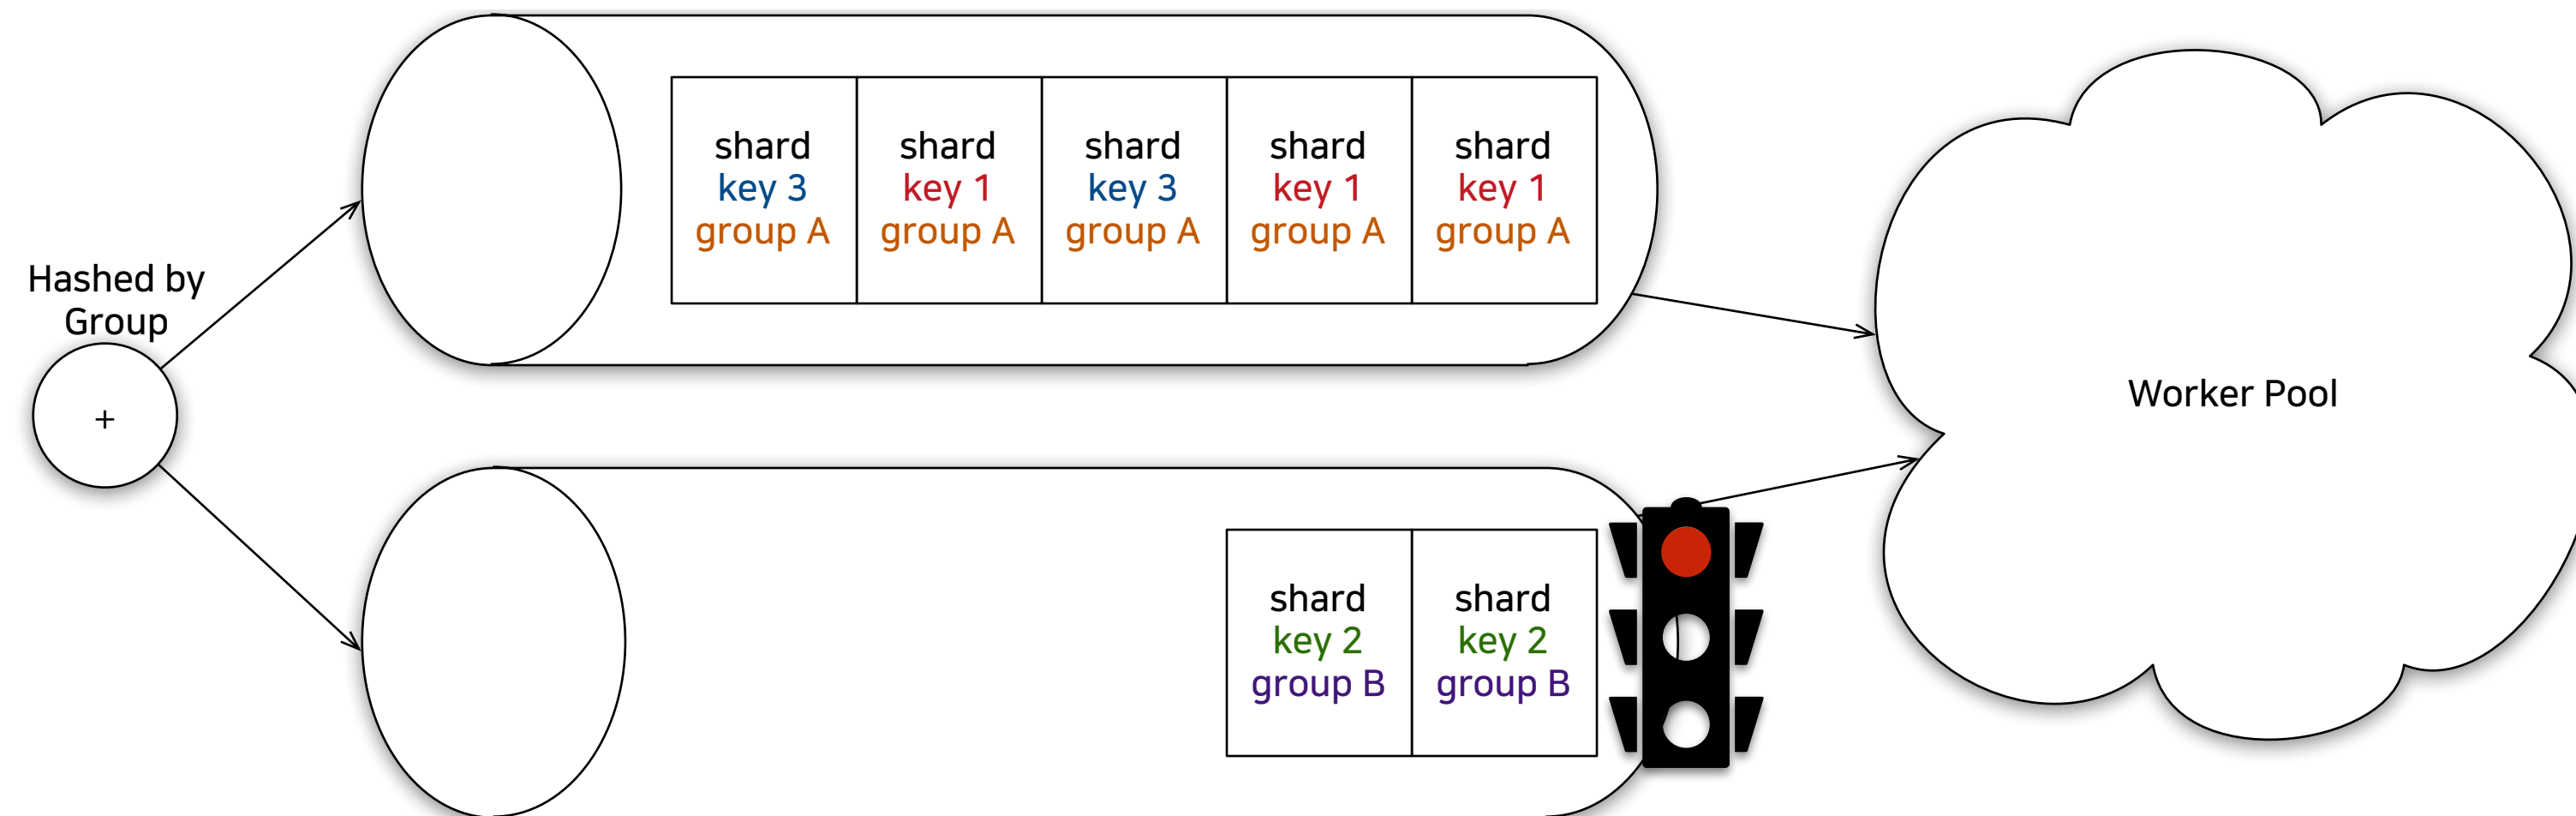 shard
key 3
group A
shard
key 1
group A
shard
key 3
group A
shard
key 1
group A
shard
key 1
group A
Hashed by
Group
+
Worker Pool
shard
key 2
group B
shard
key 2
group B